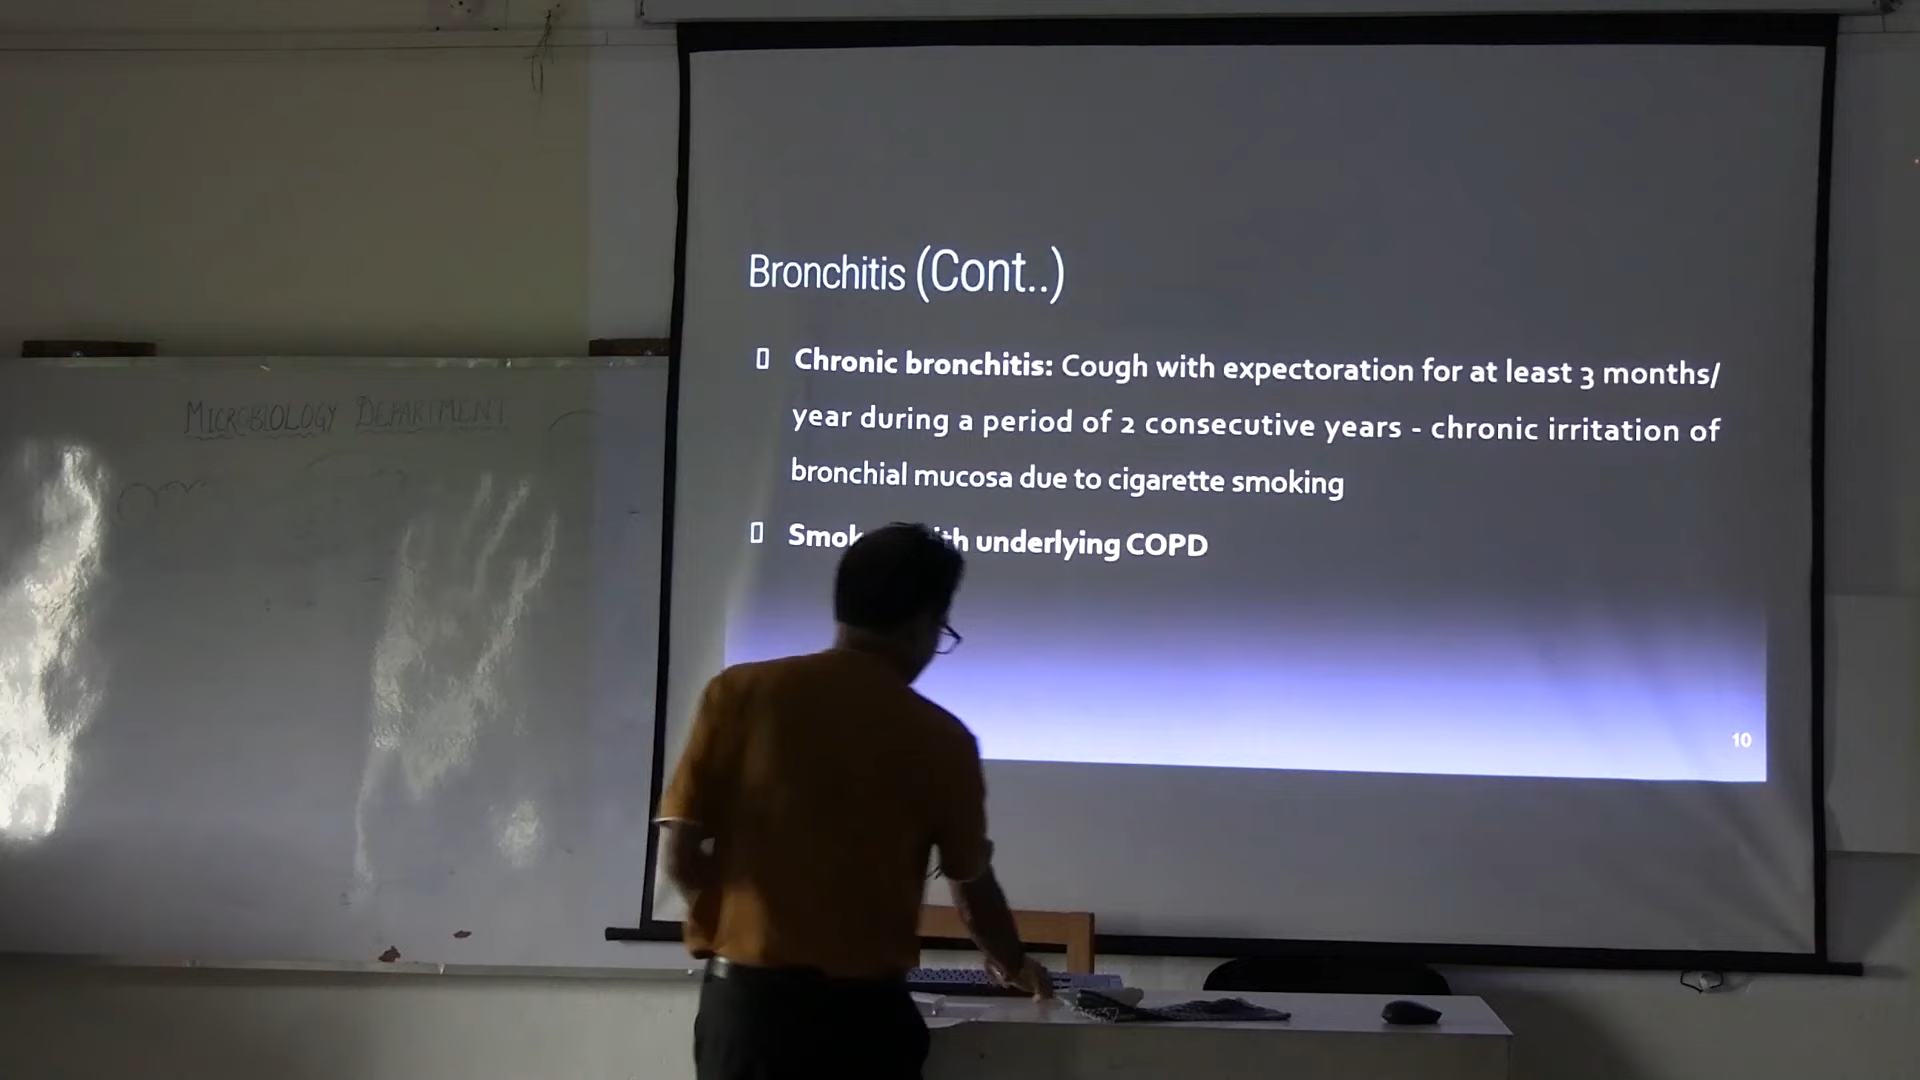 MICROBIOLOGY DEPARTMENT
Bronchitis (Cont..)
Chronic bronchitis: Cough with expectoration for at least 3 months/
year during a period of 2 consecutive years - chronic irritation of
bronchial mucosa due to cigarette smoking
underlying COPD
10